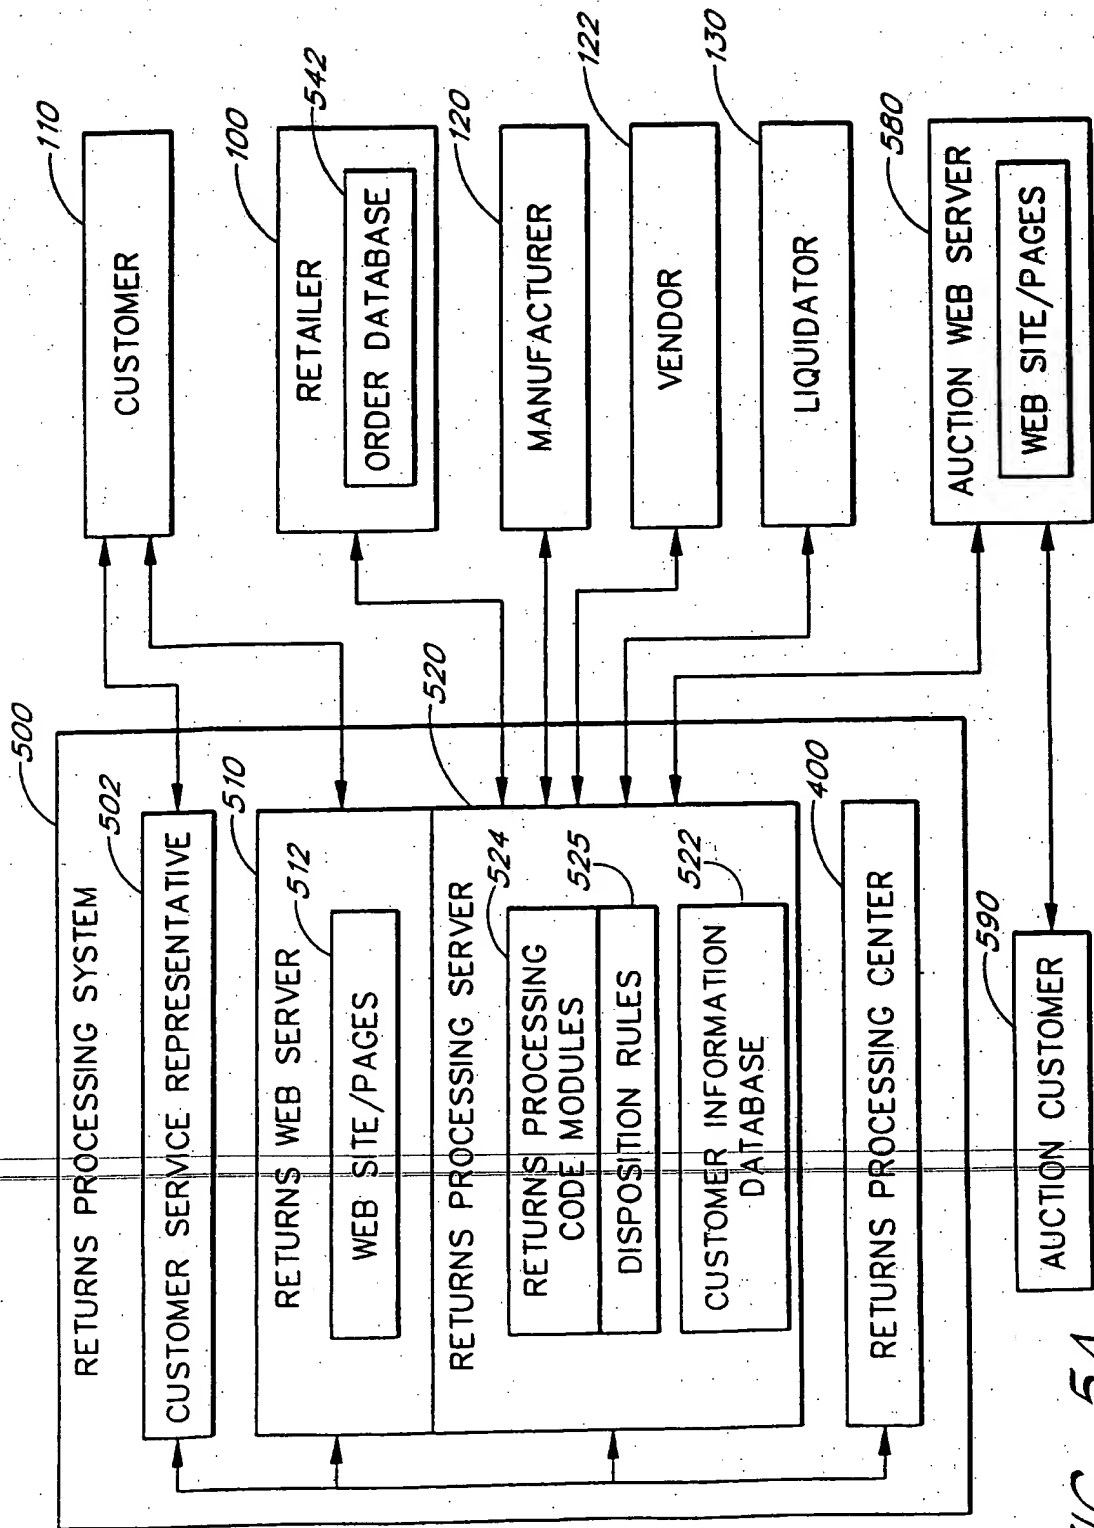 500
RETURNS PROCESSING SYSTEM
502
CUSTOMER SERVICE REPRESENTATIVE
510
RETURNS WEB SERVER
512
WEB SITE/PAGES
520
RETURNS PROCESSING SERVER
524
RETURNS PROCESSING
CODE MODULES
525
DISPOSITION RULES
522
CUSTOMER INFORMATION
DATABASE
400
RETURNS PROCESSING CENTER
590
AUCTION CUSTOMER
110
CUSTOMER
100
RETAILER
542
ORDER DATABASE
120
MANUFACTURER
122
VENDOR
130
LIQUIDATOR
580
AUCTION WEB SERVER
WEB SITE/PAGES